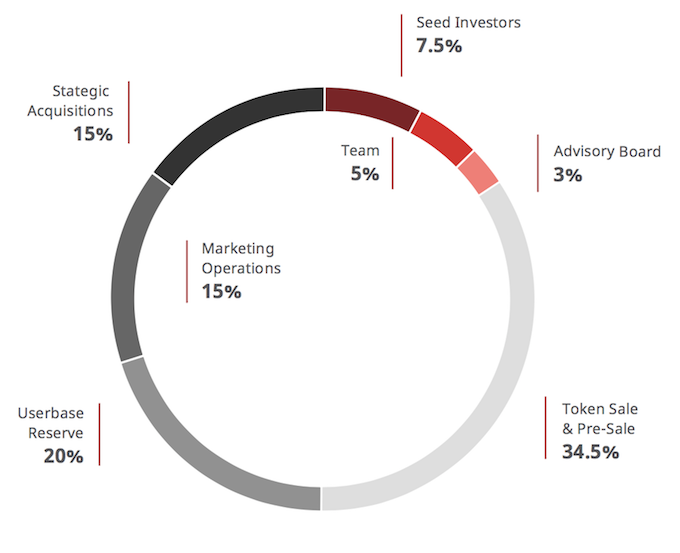 Seed Investors
7.5%
Stategic
Acquisitions
15%
Team
5%
Advisory Board
3%
Marketing
Operations
15%
Token Sale
& Pre-Sale
34.5%
Userbase
Reserve
20%